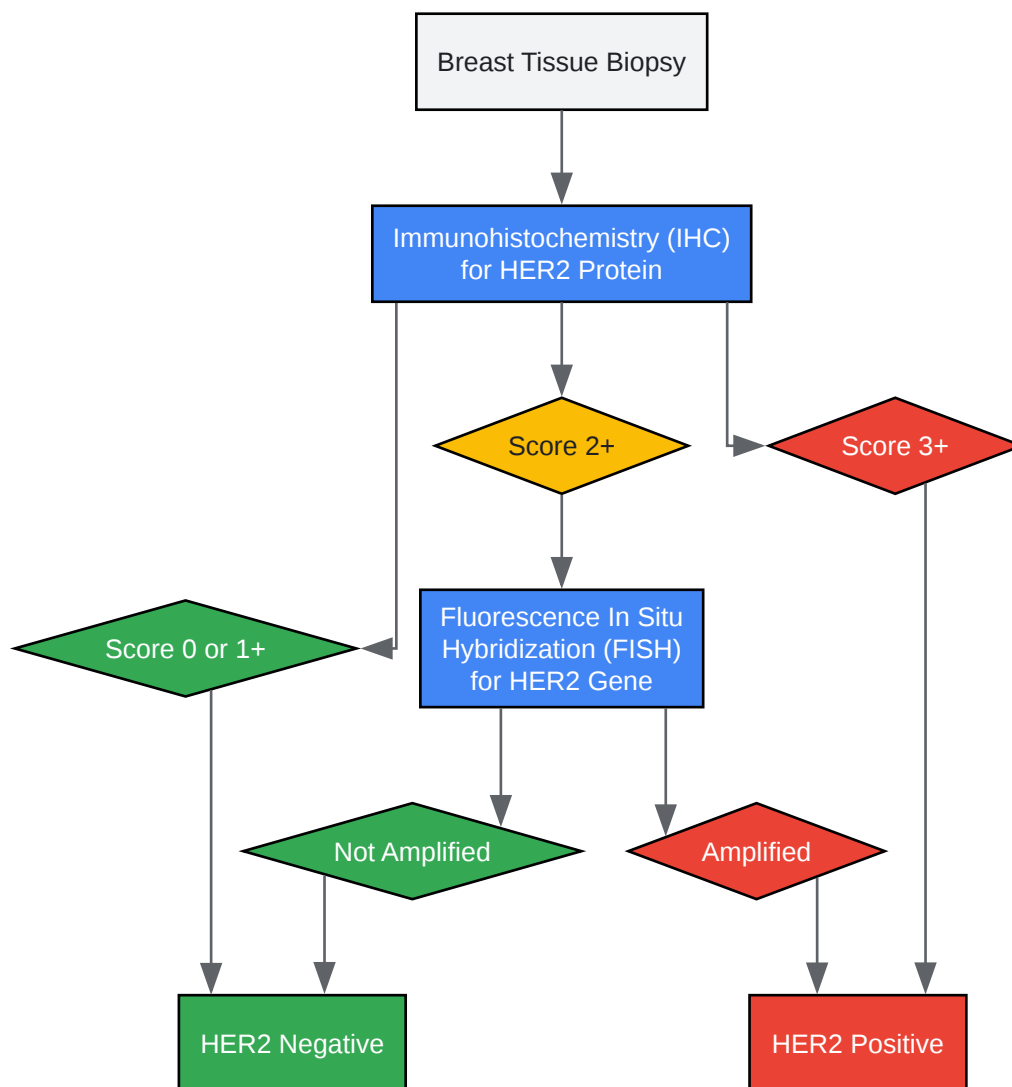 Breast Tissue Biopsy
Immunohistochemistry (IHC)
for HER2 Protein
Score 2+
Score 3+
Fluorescence In Situ
Hybridization (FISH)
for HER2 Gene
Score 0 or 1+
Not Amplified
Amplified
HER2 Negative
HER2 Positive